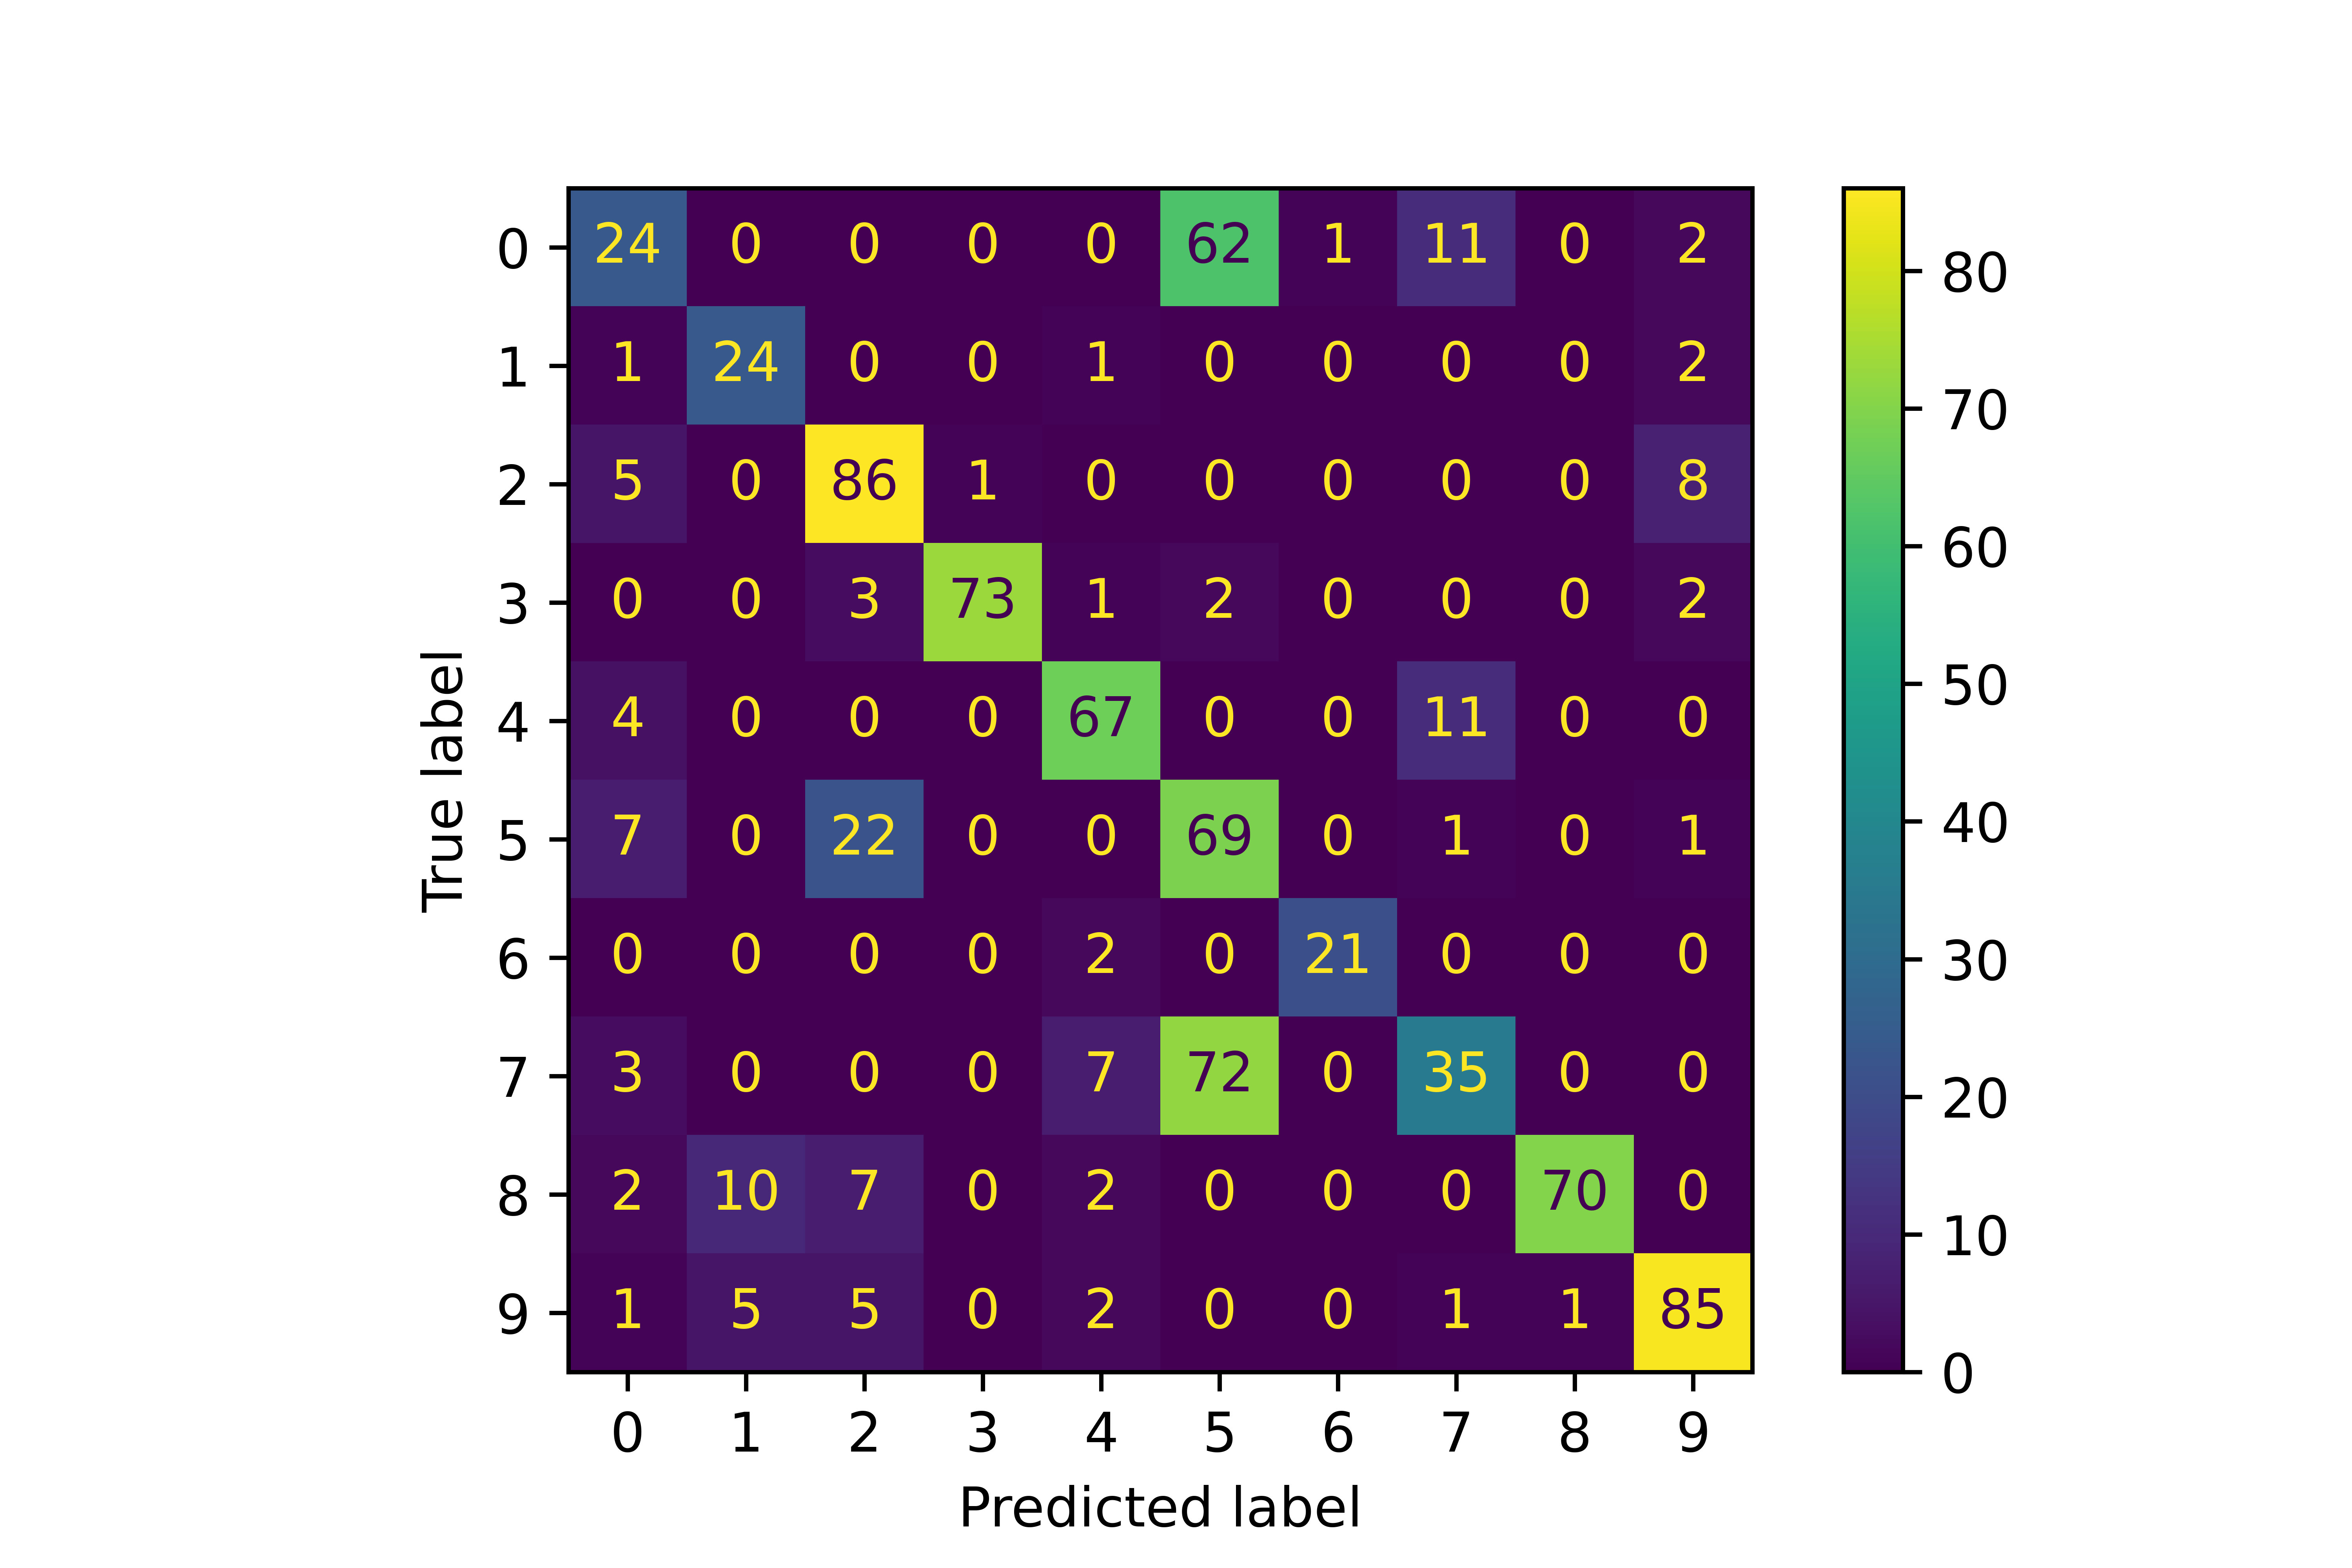 0 24 0 0 0 0 62 1 11 0 2
1 1 24 0 0 1 0 0 0 0 2
2 5 0 86 1 0 0 0 0 0 8
3 0 0 3 73 1 2 0 0 0 2
4 4 0 0 0 67 0 0 11 0 0
5 7 0 22 0 0 69 0 1 0 1
6 0 0 0 0 2 0 21 0 0 0
7 3 0 0 0 7 72 0 35 0 0
8 2 10 7 0 2 0 0 0 70 0
9 1 5 5 0 2 0 0 1 1 85
0 1 2 3 4 5 6 7 8 9
Predicted label
True label
80
70
60
50
40
30
20
10
0